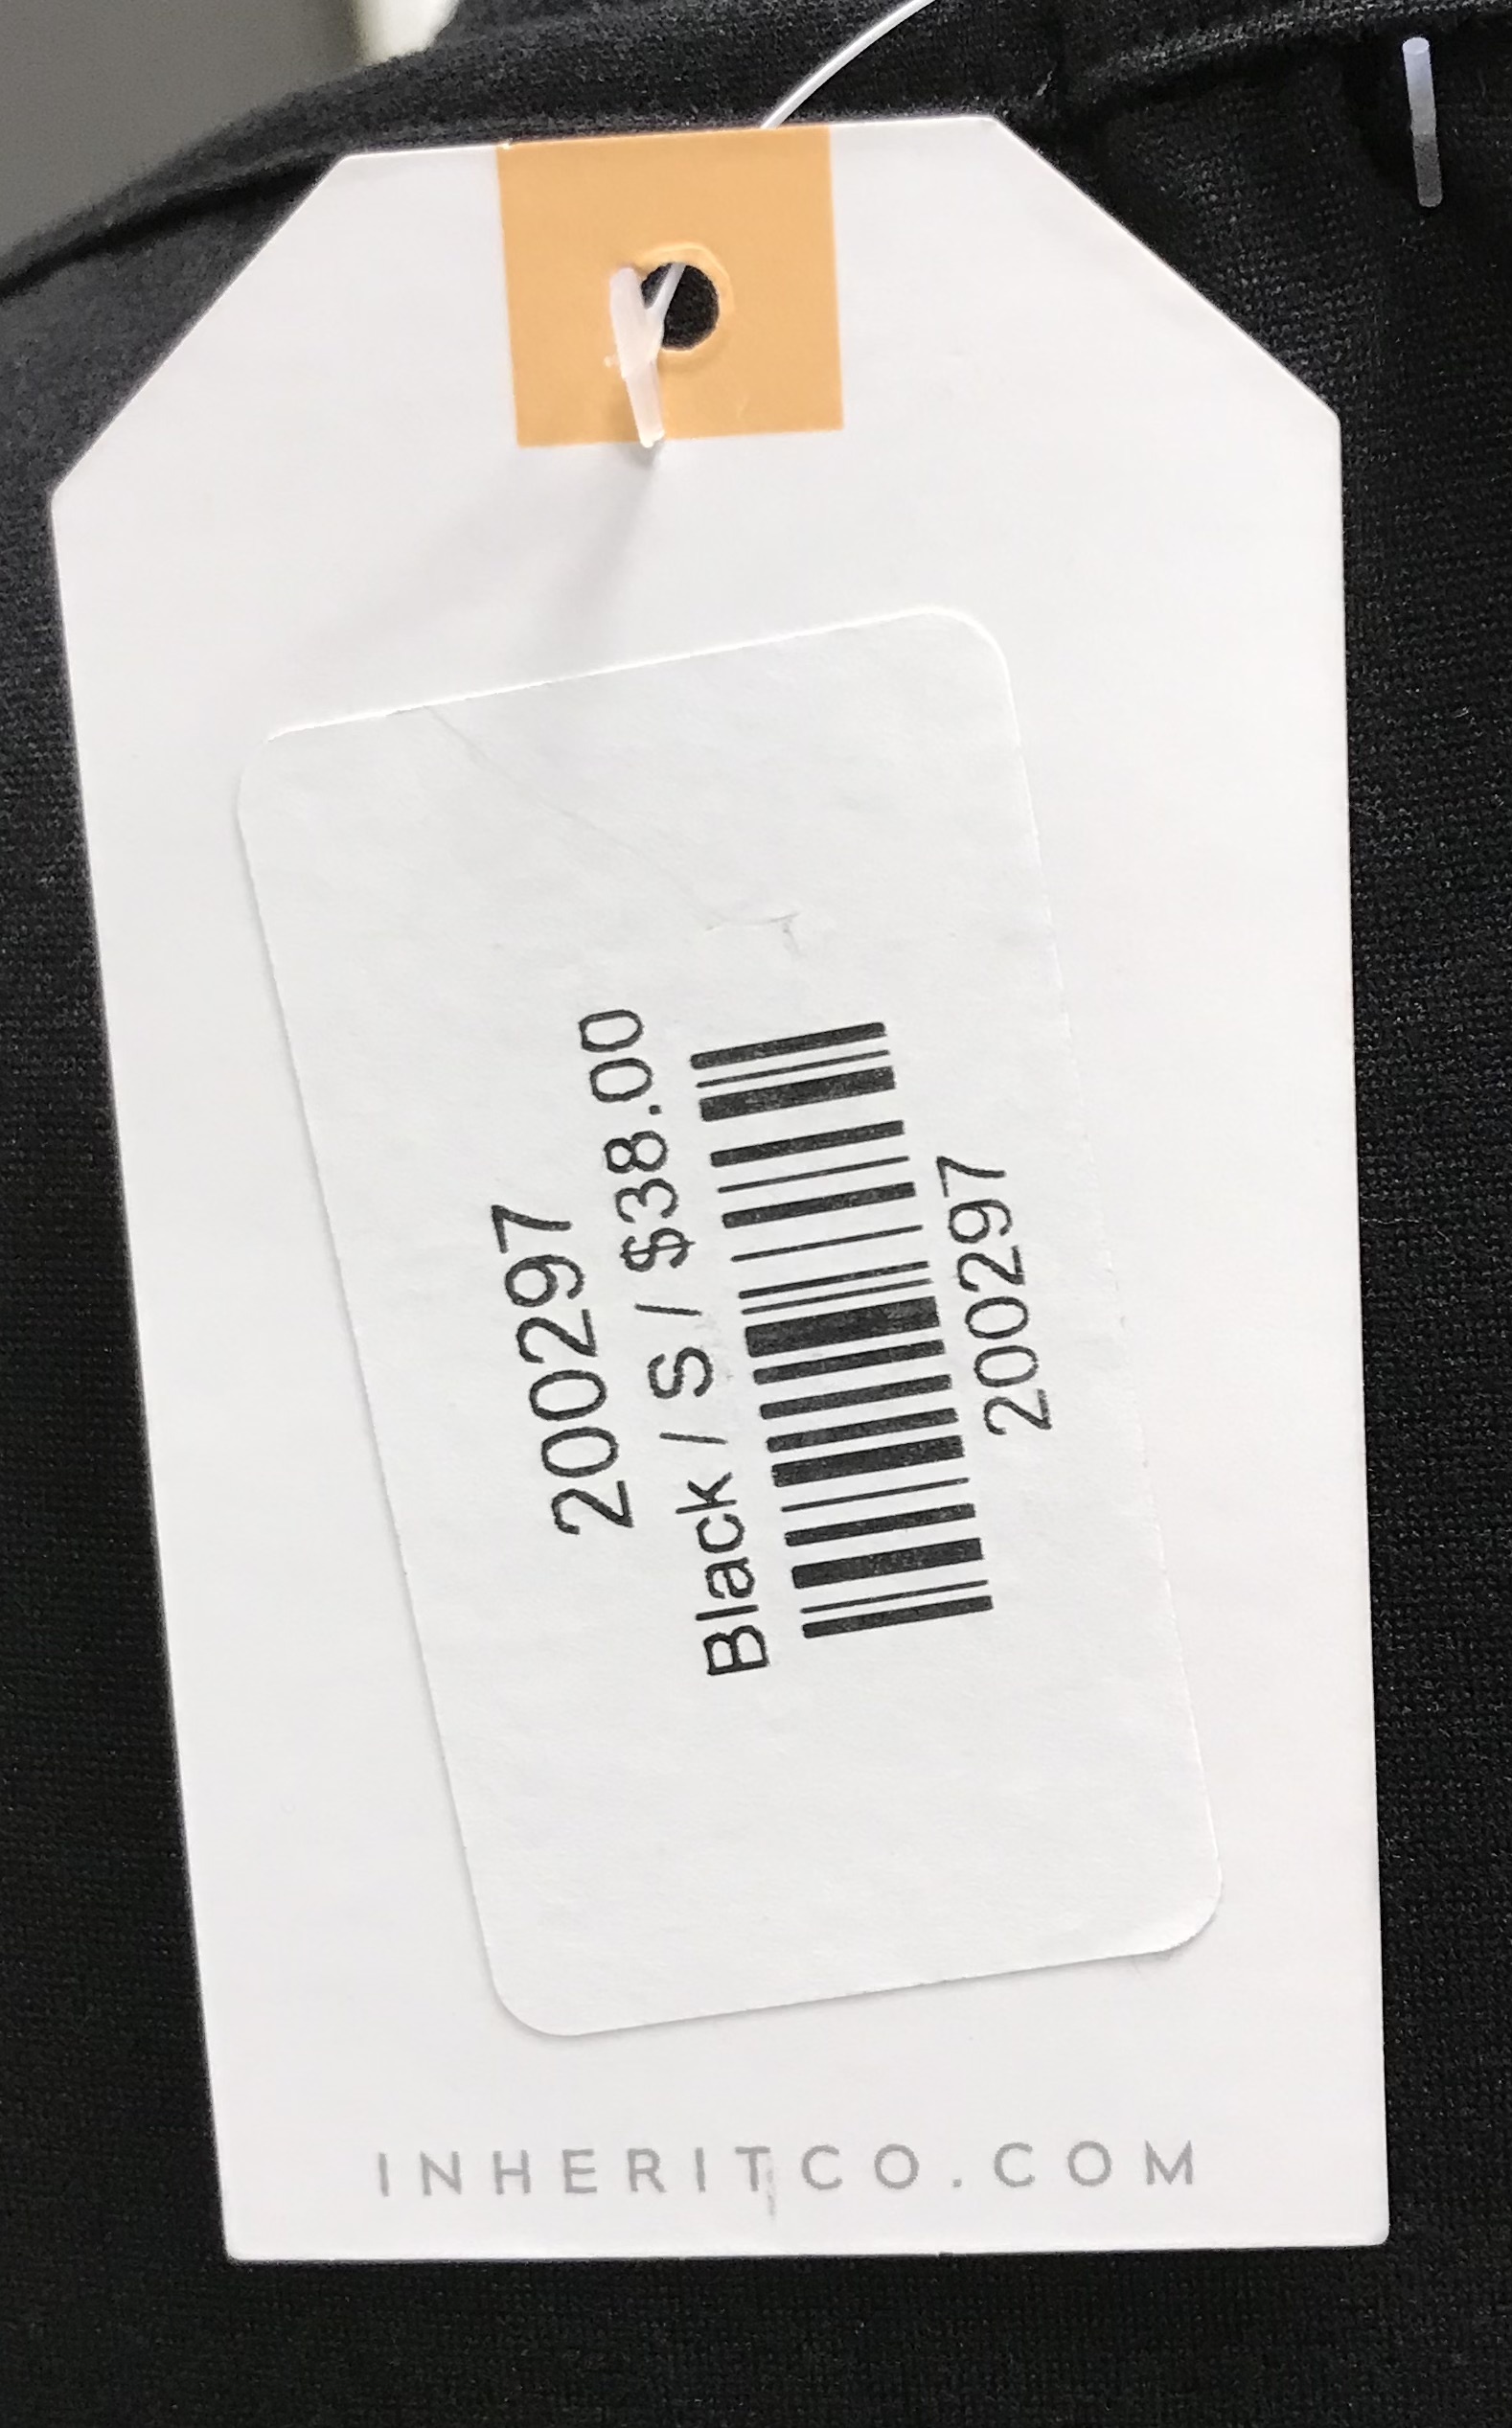 200297
Black / S / $38.00
200297
INHERITCO.COM